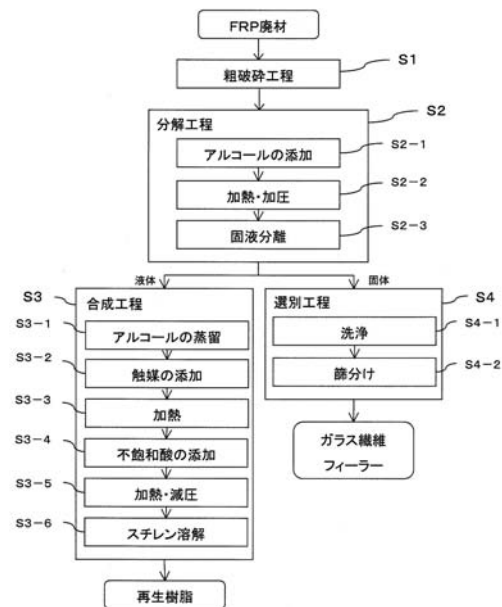 FRP廃材
粗破砕工程
S1
分解工程
S2
アルコールの添加
S2-1
加熱・加圧
S2-2
固液分離
S2-3
液体
固体
S3
合成工程
S3-1
アルコールの蒸留
S3-2
触媒の添加
S3-3
加熱
S3-4
不飽和酸の添加
S3-5
加熱・減圧
S3-6
スチレン溶解
再生樹脂
選別工程
S4
洗浄
S4-1
篩分け
S4-2
ガラス繊維
フィーラー